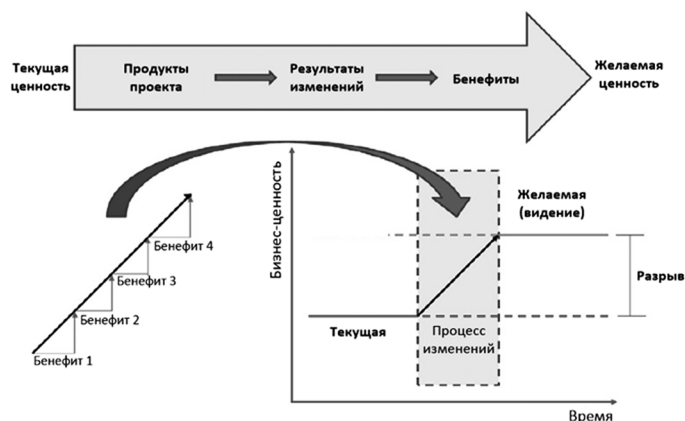 Текущая
ценность
Продукты
проекта
Результаты
изменений
Бенефиты
Желаемая
ценность
Бизнес-ценность
Желаемая
(видение)
Бенефит 4
Бенефит 3
Бенефит 2
Бенефит 1
Разрыв
Текущая
Процесс
изменений
Время